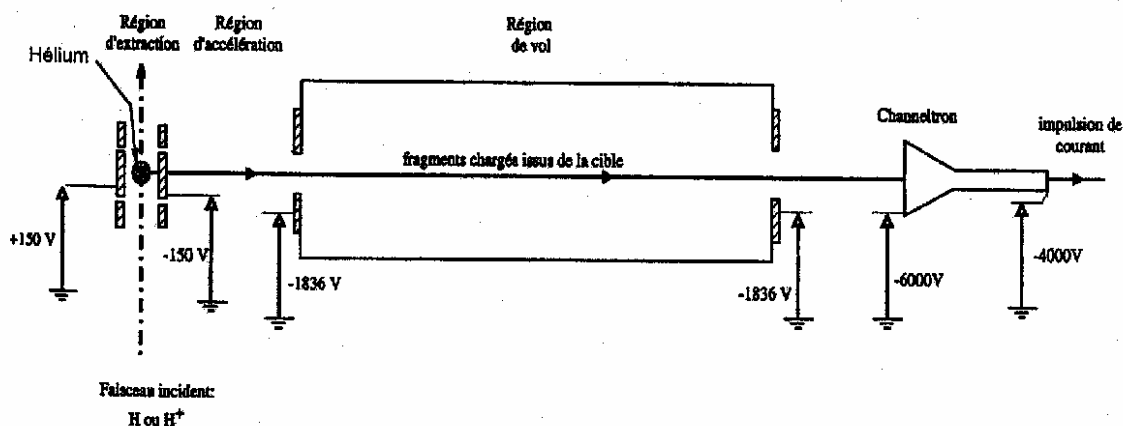 Région
d'extraction
Région
d'accélération
Région
de vol
Hélium
Channeltron
impulsion de
courant
fragments chargés issus de la cible
+150 V
-150 V
-1836 V
-1836 V
-6000V
-4000V
Faisceau incident:
H ou H⁺